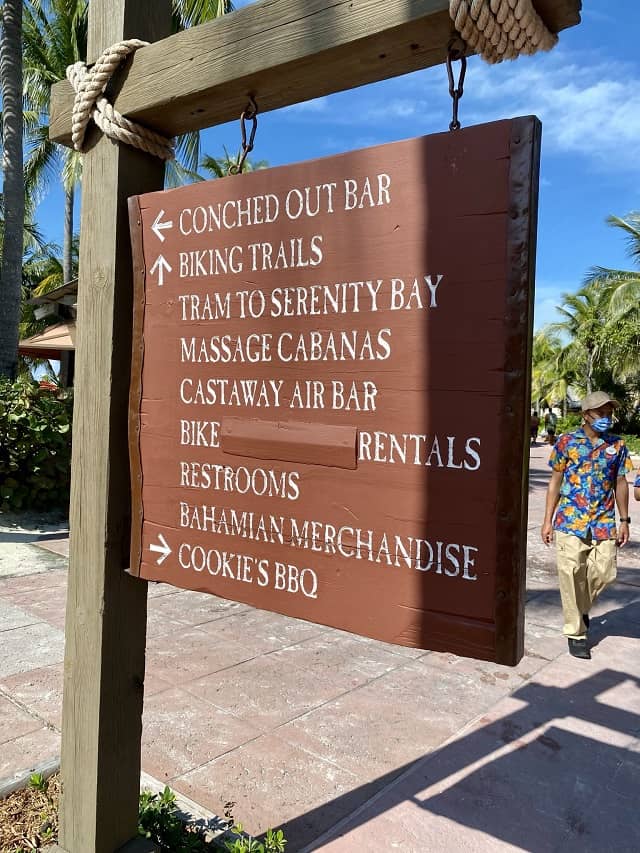 ← CONCHED OUT BAR
↑ BIKING TRAILS
TRAM TO SERENITY BAY
MASSAGE CABANAS
CASTAWAY AIR BAR
BIKE RENTALS
RESTROOMS
BAHAMIAN MERCHANDISE
→ COOKIE'S BBQ